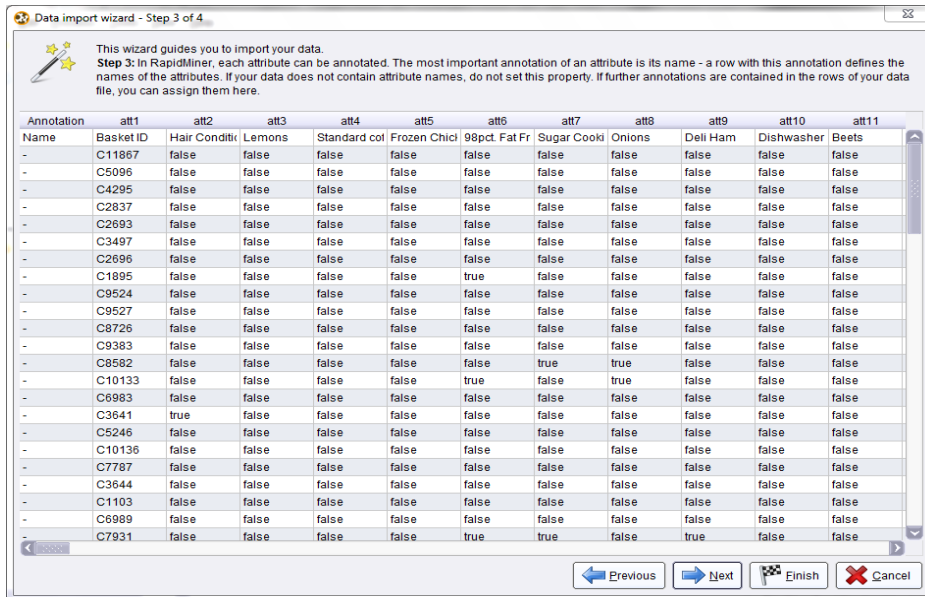 Data import wizard - Step 3 of 4
This wizard guides you to import your data.
Step 3: In RapidMiner, each attribute can be annotated. The most important annotation of an attribute is its name - a row with this annotation defines the
names of the attributes. If your data does not contain attribute names, do not set this property. If further annotations are contained in the rows of your data
file, you can assign them here.
Annotation att1 att2 att3 att4 att5 att6 att7 att8 att9 att10 att11
Name Basket ID Hair Conditic Lemons Standard col Frozen Chicl 98pct. Fat Fr Sugar Cooki Onions Deli Ham Dishwasher Beets
- C11867 false false false false false false false false false false
- C5096 false false false false false false false false false false
- C4295 false false false false false false false false false false
- C2837 false false false false false false false false false false
- C2693 false false false false false false false false false false
- C3497 false false false false false false false false false false
- C2696 false false false false false false false false false false
- C1895 false false false false true false false false false false
- C9524 false false false false false false false false false false
- C9527 false false false false false false false false false false
- C8726 false false false false false false false false false false
- C9383 false false false false false false false false false false
- C8582 false false false false false true true false false false
- C10133 false false false false true false true false false false
- C6983 false false false false false false false false false false
- C3641 true false false false false false false false false false
- C5246 false false false false false false false false false false
- C10136 false false false false false false false false false false
- C7787 false false false false false false false false false false
- C3644 false false false false false false false false false false
- C1103 false false false false false false false false false false
- C6989 false false false false false false false false false false
- C7931 false false false false true true false true false false
Previous Next Finish Cancel